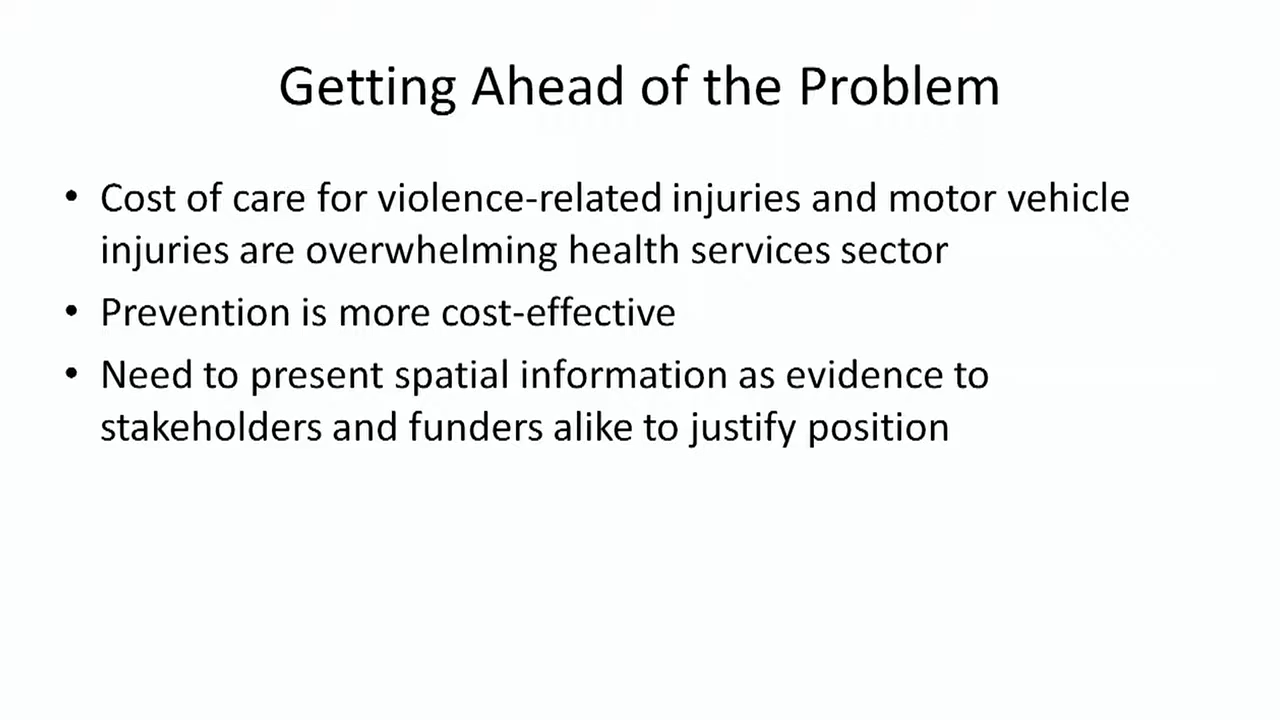 Getting Ahead of the Problem
• Cost of care for violence-related injuries and motor vehicle
injuries are overwhelming health services sector
• Prevention is more cost-effective
• Need to present spatial information as evidence to
stakeholders and funders alike to justify position